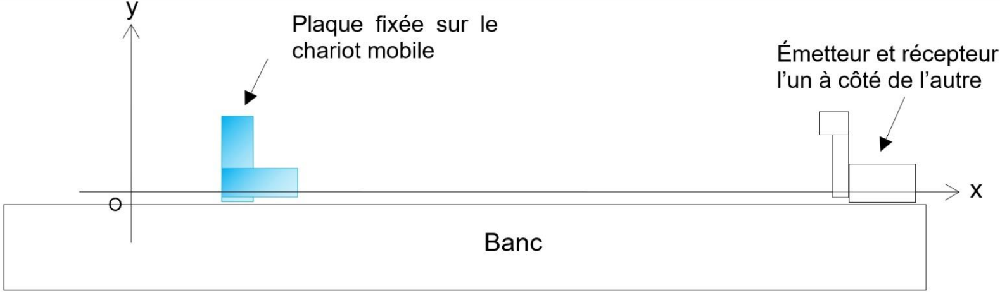 y
Plaque fixée sur le
chariot mobile
Émetteur et récepteur
l’un à côté de l’autre
x
O
Banc